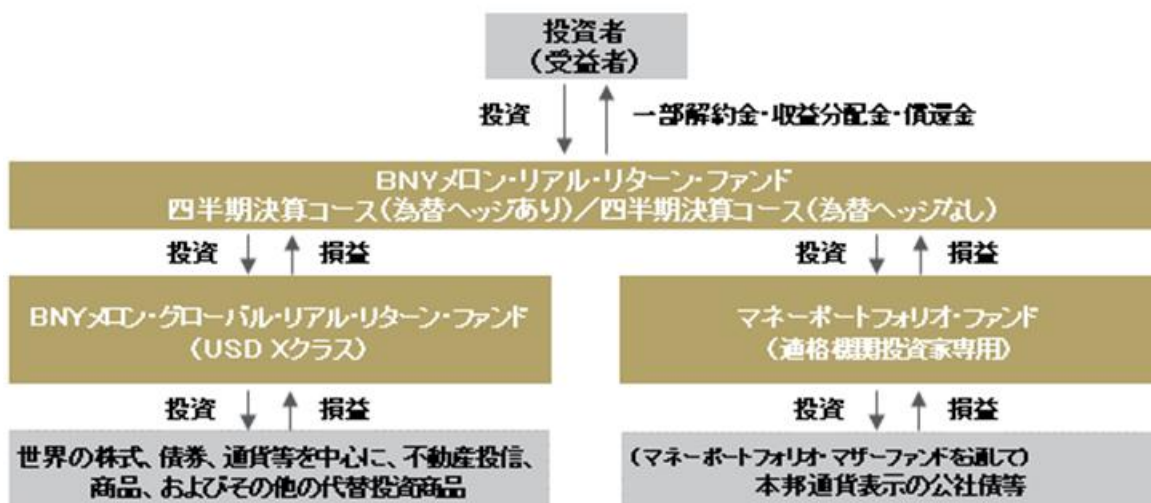 投資者
(受益者)
投資
一部解約金・収益分配金・償還金
BNYメロン・リアル・リターン・ファンド
四半期決算コース(為替ヘッジあり)/四半期決算コース(為替ヘッジなし)
投資
損益
投資
損益
BNYメロン・グローバル・リアル・リターン・ファンド
(USD Xクラス)
マネーポートフォリオ・ファンド
(適格機関投資家専用)
投資
損益
投資
損益
世界の株式、債券、通貨等を中心に、不動産投信、
商品、およびその他の代替投資商品
(マネーポートフォリオ・マザーファンドを通して)
本邦通貨表示の公社債等